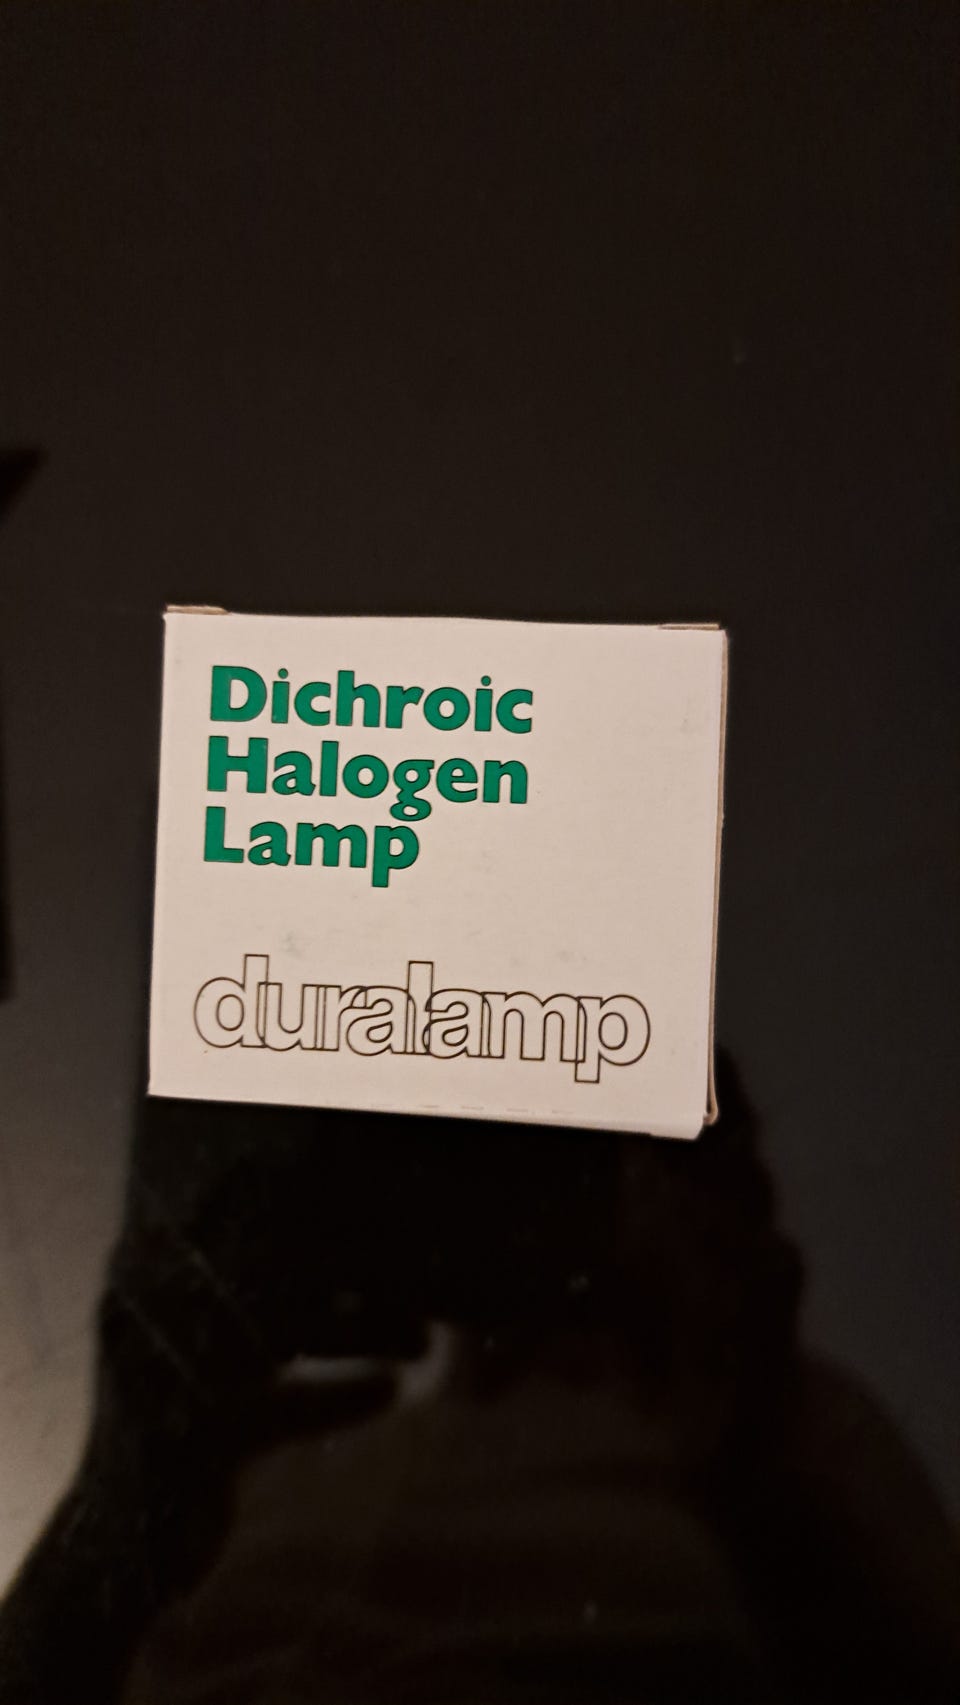 Dichroic
Halogen
Lamp
duralamp